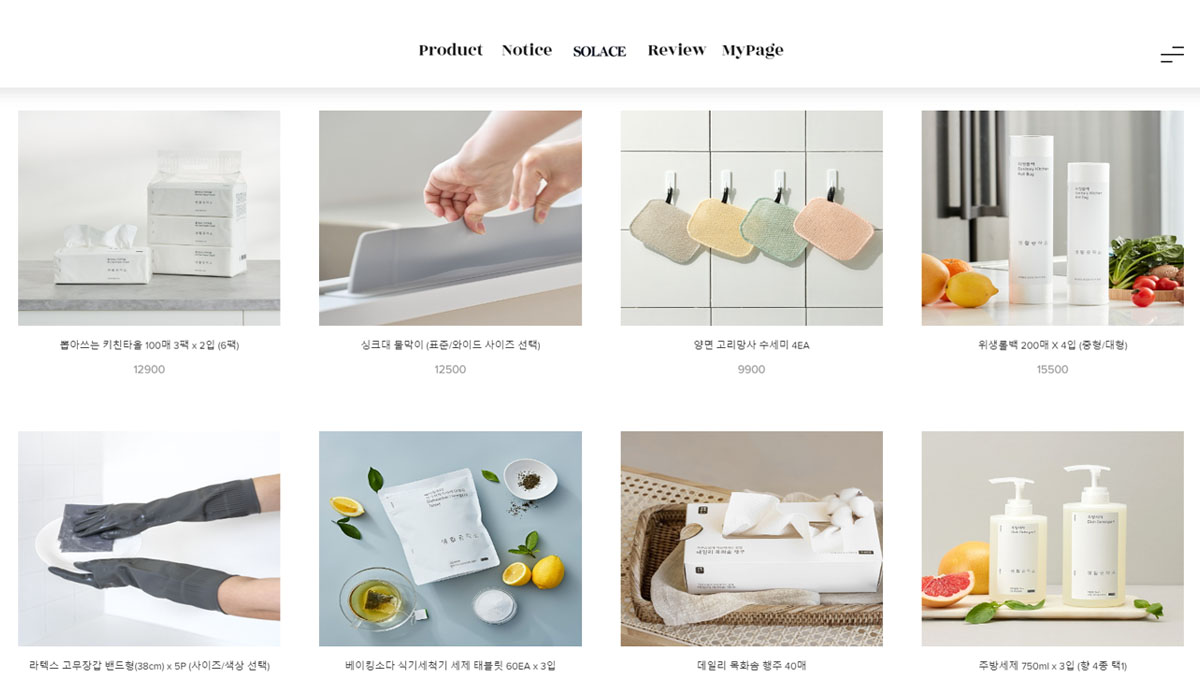 Product Notice SOLACE Review MyPage
뽑아쓰는 키친타올 100매 3팩 x 2입 (6팩)
12900
싱크대 물막이 (표준/와이드 사이즈 선택)
12500
양면 고리망사 수세미 4EA
9900
위생롤백 200매 X 4입 (중형/대형)
15500
라텍스 고무장갑 밴드형(38cm) x 5P (사이즈/색상 선택)
베이킹소다 식기세척기 세제 태블릿 60EA x 3입
데일리 목화솜 행주 40매
주방세제 750ml x 3입 (향 4종 택1)